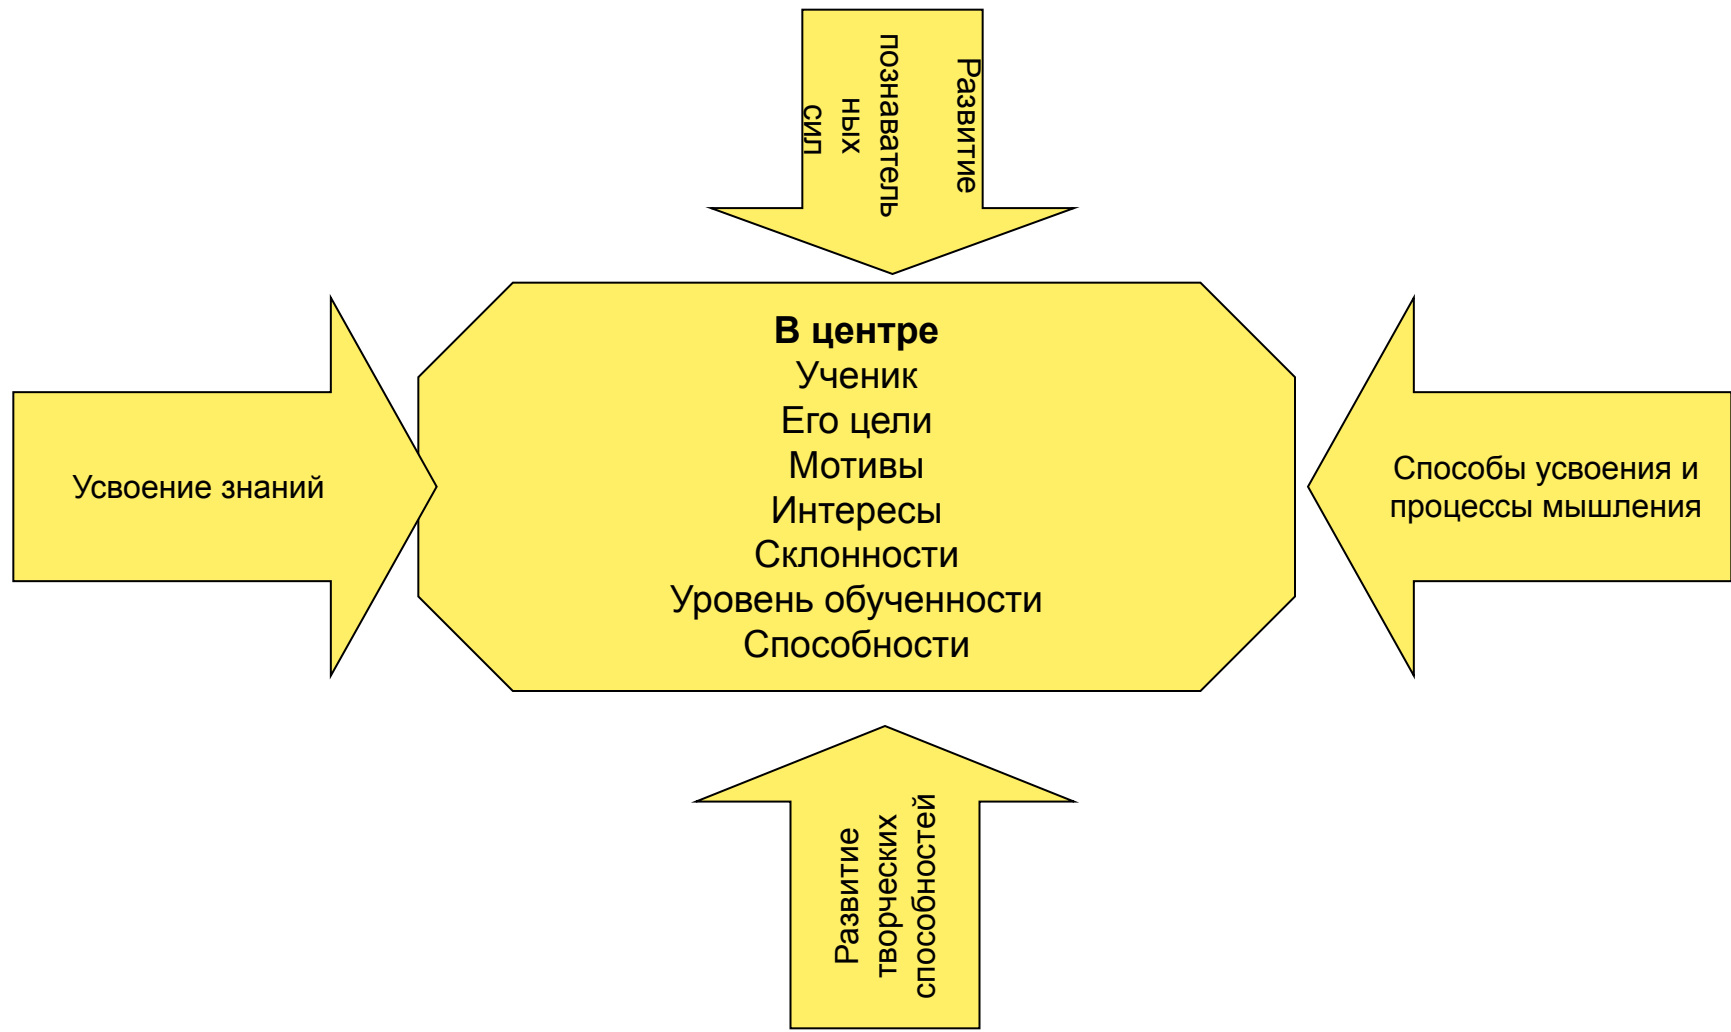 Развитие
познаватель
ных
сил
В центре
Ученик
Его цели
Мотивы
Интересы
Склонности
Уровень обученности
Способности
Усвоение знаний
Способы усвоения и
процессы мышления
Развитие
творческих
способностей